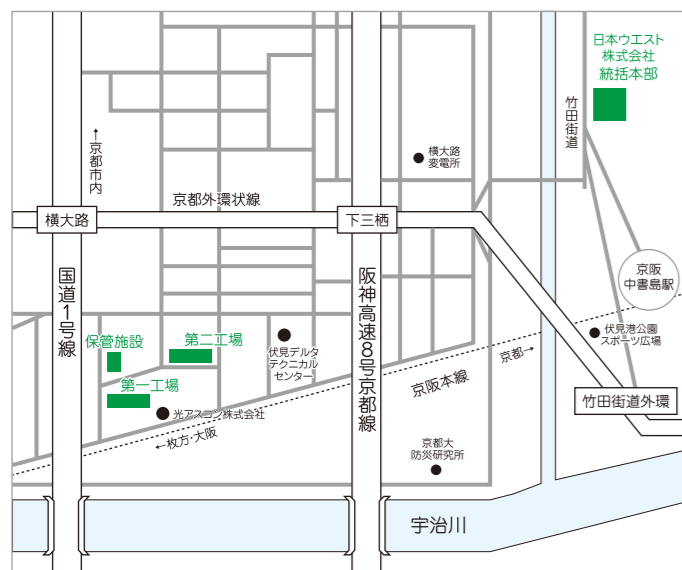 日本ウエスト
株式会社
統括本部
竹田街道
↑京都市内
横大路
変電所
京都外環状線
横大路
下三栖
国道1号線
阪神高速8号京都線
京阪
中書島駅
保管施設
第二工場
第一工場
伏見デルタ
テクニカル
センター
伏見港公園
スポーツ広場
京都→
京阪本線
竹田街道外環
光アスコン株式会社
←枚方・大阪
京都大
防災研究所
宇治川